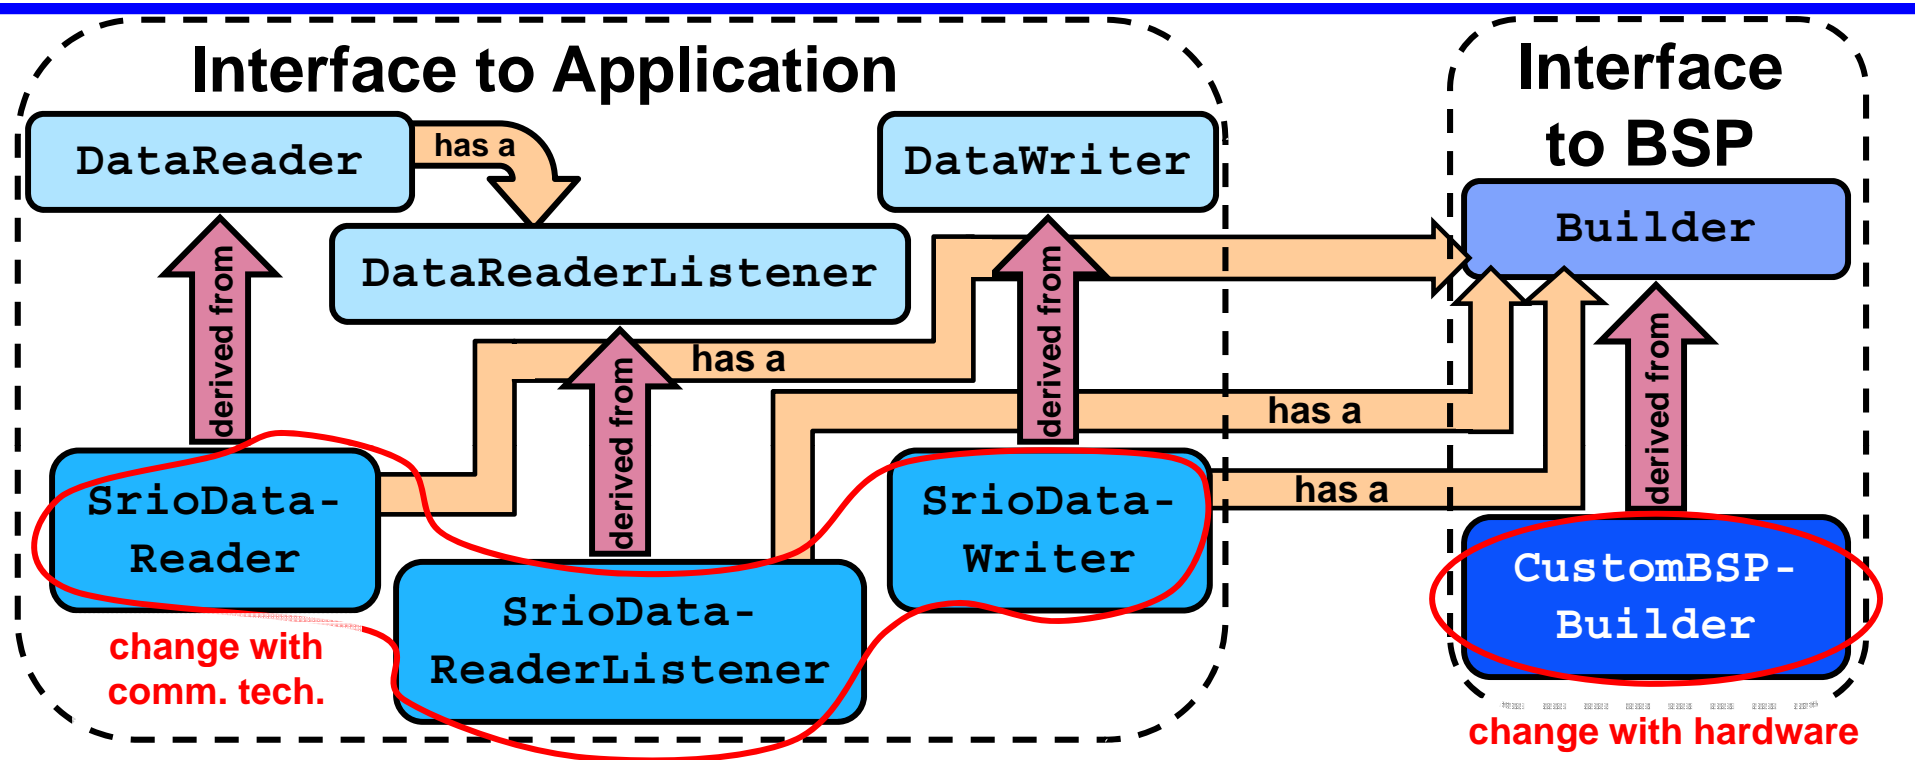 Interface to Application
Interface
to BSP
DataReader
has a
DataWriter
DataReaderListener
Builder
derived from
derived from
derived from
derived from
has a
has a
has a
SrioData-
Reader
SrioData-
ReaderListener
SrioData-
Writer
CustomBSP-
Builder
change with
comm. tech.
change with hardware